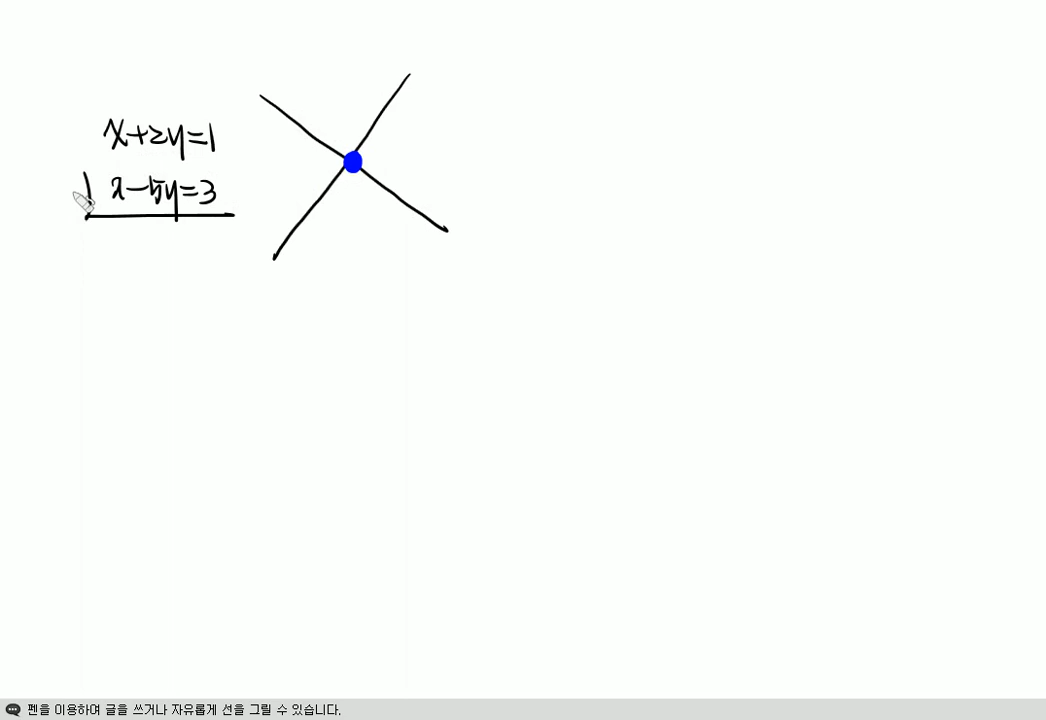 x+2y=1
x-5y=3
펜을 이용하여 글을 쓰거나 자유롭게 선을 그릴 수 있습니다.